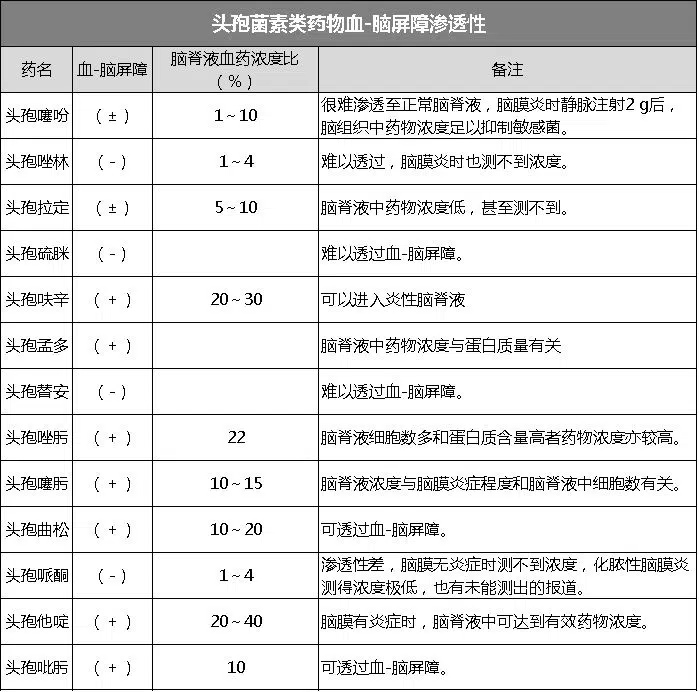 头孢菌素类药物血-脑屏障渗透性
药名 血-脑屏障 脑脊液血药浓度比（%） 备注
头孢噻吩 （±） 1～10 很难渗透至正常脑脊液，脑膜炎时静脉注射2 g后，
脑组织中药物浓度足以抑制敏感菌。
头孢唑林 （-） 1～4 难以透过，脑膜炎时也测不到浓度。
头孢拉定 （±） 5～10 脑脊液中药物浓度低，甚至测不到。
头孢硫脒 （-） 难以透过血-脑屏障。
头孢呋辛 （+） 20～30 可以进入炎性脑脊液
头孢孟多 （+） 脑脊液中药物浓度与蛋白质量有关
头孢替安 （-） 难以透过血-脑屏障。
头孢唑肟 （+） 22 脑脊液细胞数多和蛋白质含量高者药物浓度亦较高。
头孢噻肟 （+） 10～15 脑脊液浓度与脑膜炎症程度和脑脊液中细胞数有关。
头孢曲松 （+） 10～20 可透过血-脑屏障。
头孢哌酮 （-） 1～4 渗透性差，脑膜无炎症时测不到浓度，化脓性脑膜炎
测得浓度极低，也有未能测出的报道。
头孢他啶 （+） 20～40 脑膜有炎症时，脑脊液中可达到有效药物浓度。
头孢吡肟 （+） 10 可透过血-脑屏障。